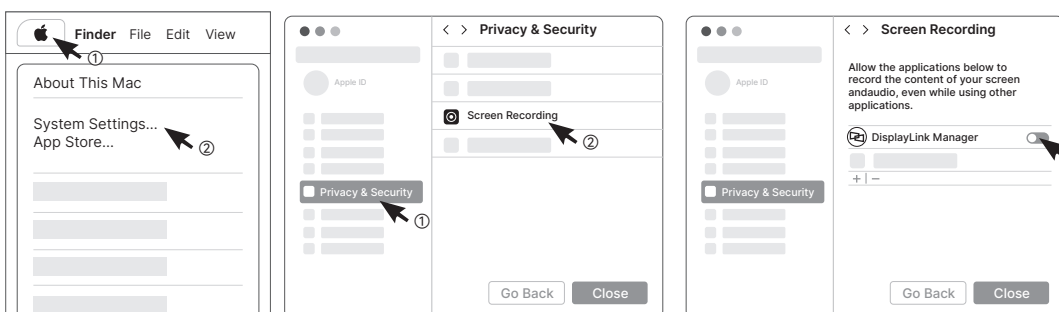 Finder File Edit View
①
About This Mac
System Settings...
②
App Store...
< > Privacy & Security
Apple ID
Screen Recording
②
Privacy & Security
①
Go Back Close
< > Screen Recording
Allow the applications below to
record the content of your screen
andaudio, even while using other
applications.
Apple ID
DisplayLink Manager
+ | −
Privacy & Security
Go Back Close